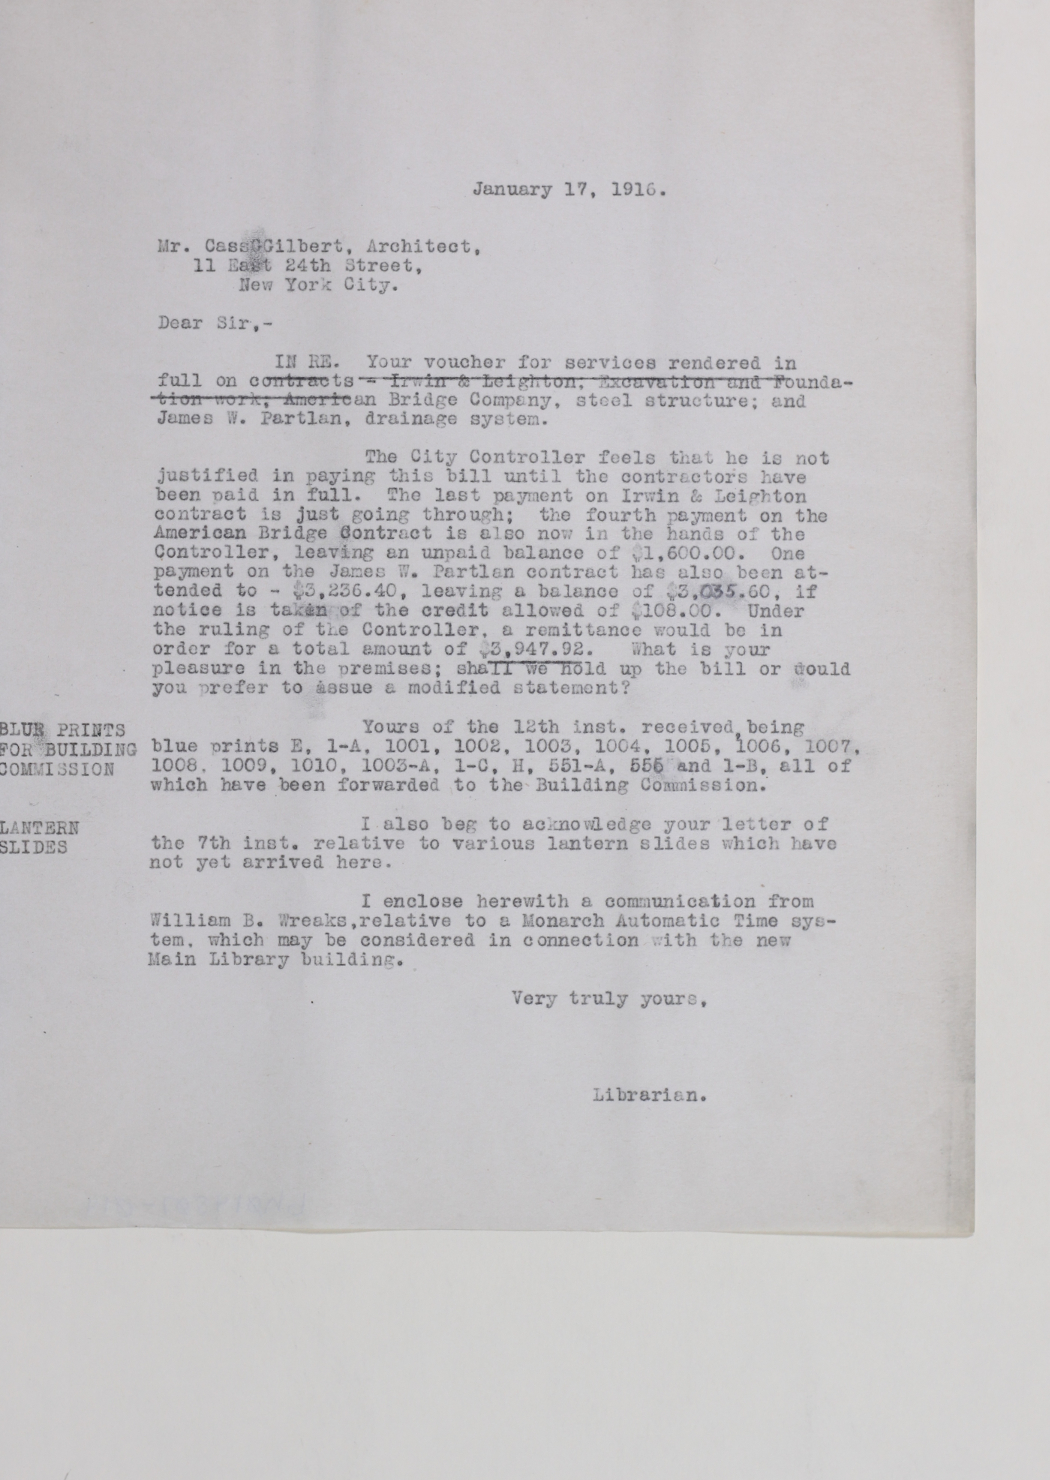 January 17, 1916.
Mr. Cass Gilbert, Architect,
11 East 24th Street,
New York City.
Dear Sir,-
IN RE. Your voucher for services rendered in
full on contracts - Irwin & Leighton; Excavation and Founda-
tion work; American Bridge Company, steel structure; and
James W. Partlan, drainage system.
The City Controller feels that he is not
justified in paying this bill until the contractors have
been paid in full. The last payment on Irwin & Leighton
contract is just going through; the fourth payment on the
American Bridge Contract is also now in the hands of the
Controller, leaving an unpaid balance of $1,600.00. One
payment on the James W. Partlan contract has also been at-
tended to - $3,236.40, leaving a balance of $3,035.60, if
notice is taken of the credit allowed of $108.00. Under
the ruling of the Controller, a remittance would be in
order for a total amount of $3,947.92. What is your
pleasure in the premises; shall we hold up the bill or would
you prefer to issue a modified statement?
BLUE PRINTS
FOR BUILDING
COMMISSION
Yours of the 12th inst. received, being
blue prints E, 1-A, 1001, 1002, 1003, 1004, 1005, 1006, 1007,
1008, 1009, 1010, 1003-A, 1-C, H, 551-A, 556 and 1-B, all of
which have been forwarded to the Building Commission.
LANTERN
SLIDES
I also beg to acknowledge your letter of
the 7th inst. relative to various lantern slides which have
not yet arrived here.
I enclose herewith a communication from
William B. Wreaks, relative to a Monarch Automatic Time sys-
tem, which may be considered in connection with the new
Main Library building.
Very truly yours,
Librarian.